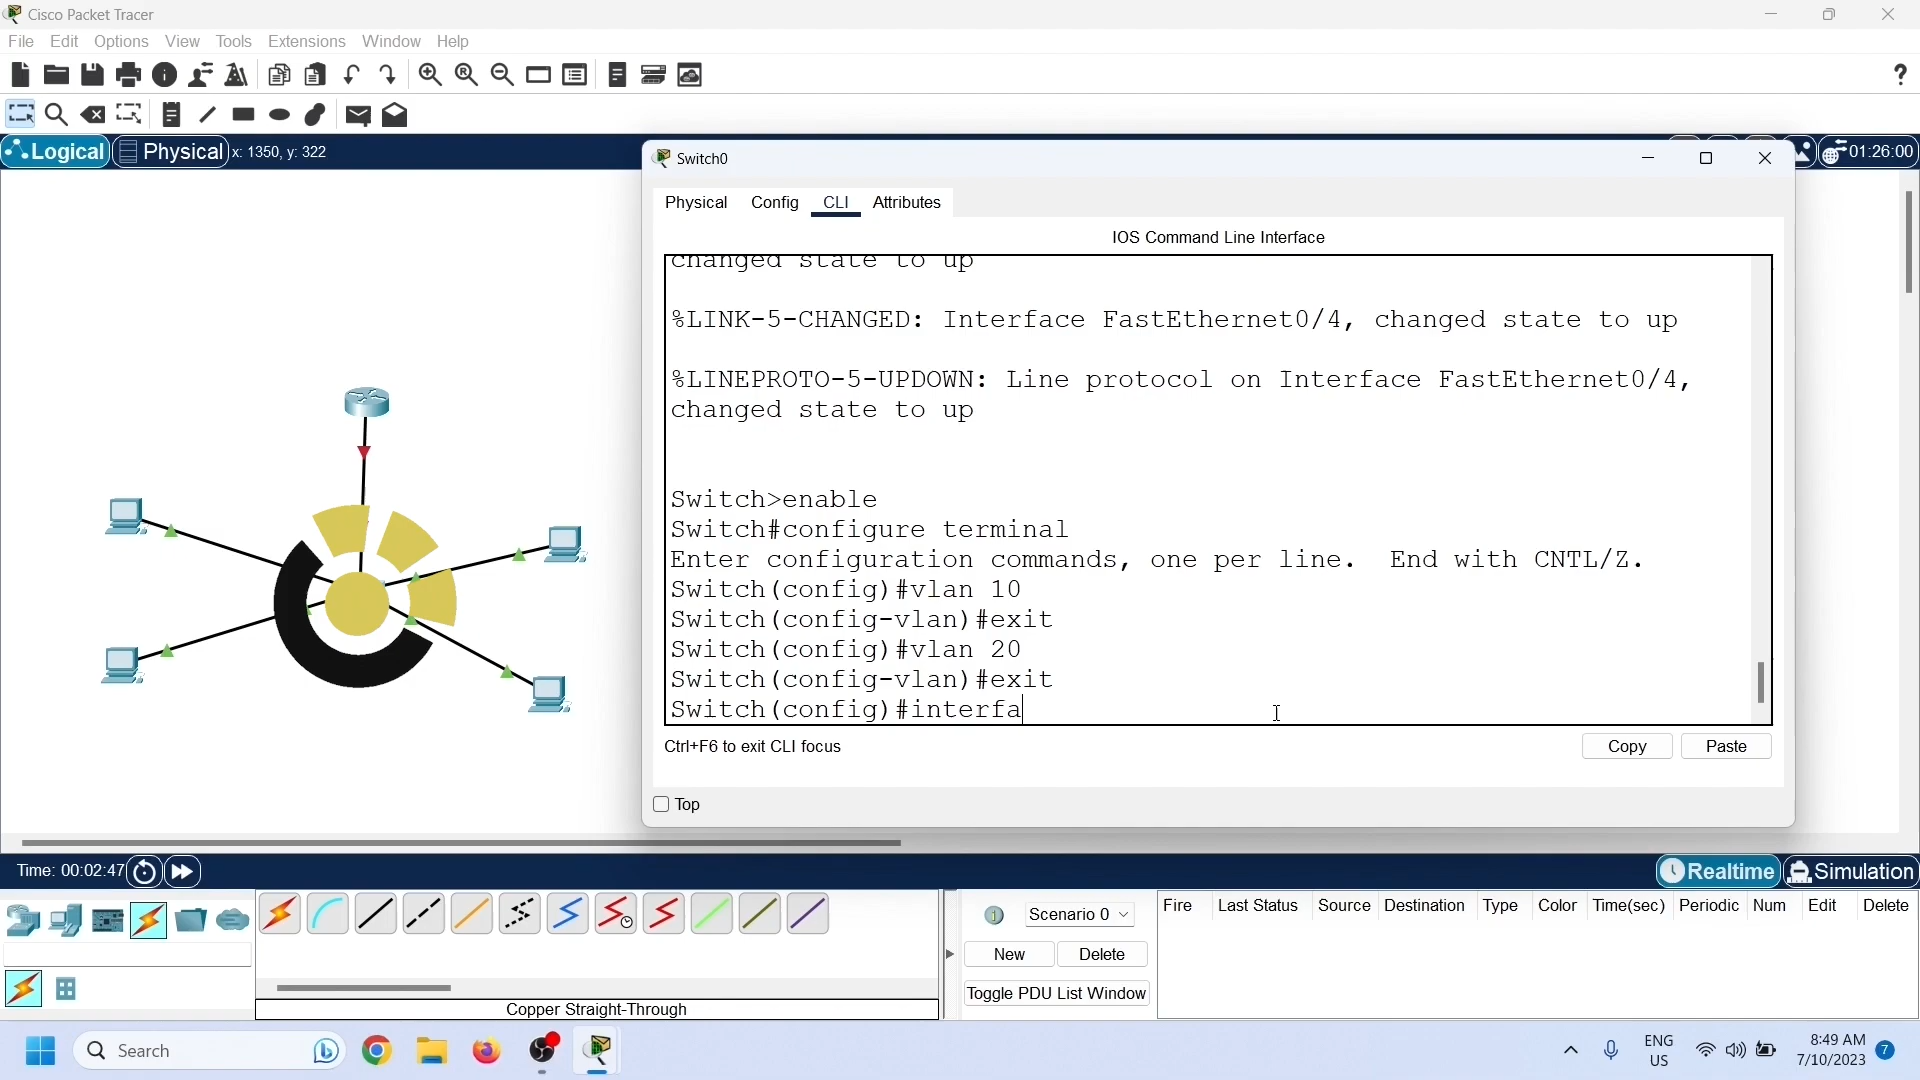 Cisco Packet Tracer
File Edit Options View Tools Extensions Window Help
Logical Physical x: 1350, y: 322
01:26:00
Switch0
Physical Config CLI Attributes
IOS Command Line Interface
changed state to up
%LINK-5-CHANGED: Interface FastEthernet0/4, changed state to up
%LINEPROTO-5-UPDOWN: Line protocol on Interface FastEthernet0/4,
changed state to up
Switch>enable
Switch#configure terminal
Enter configuration commands, one per line.  End with CNTL/Z.
Switch(config)#vlan 10
Switch(config-vlan)#exit
Switch(config)#vlan 20
Switch(config-vlan)#exit
Switch(config)#interfa
Ctrl+F6 to exit CLI focus
Copy Paste
Top
Time: 00:02:47
Realtime Simulation
Scenario 0
Fire Last Status Source Destination Type Color Time(sec) Periodic Num Edit Delete
New Delete
Toggle PDU List Window
Copper Straight-Through
Search
ENG
US
8:49 AM
7/10/2023
7